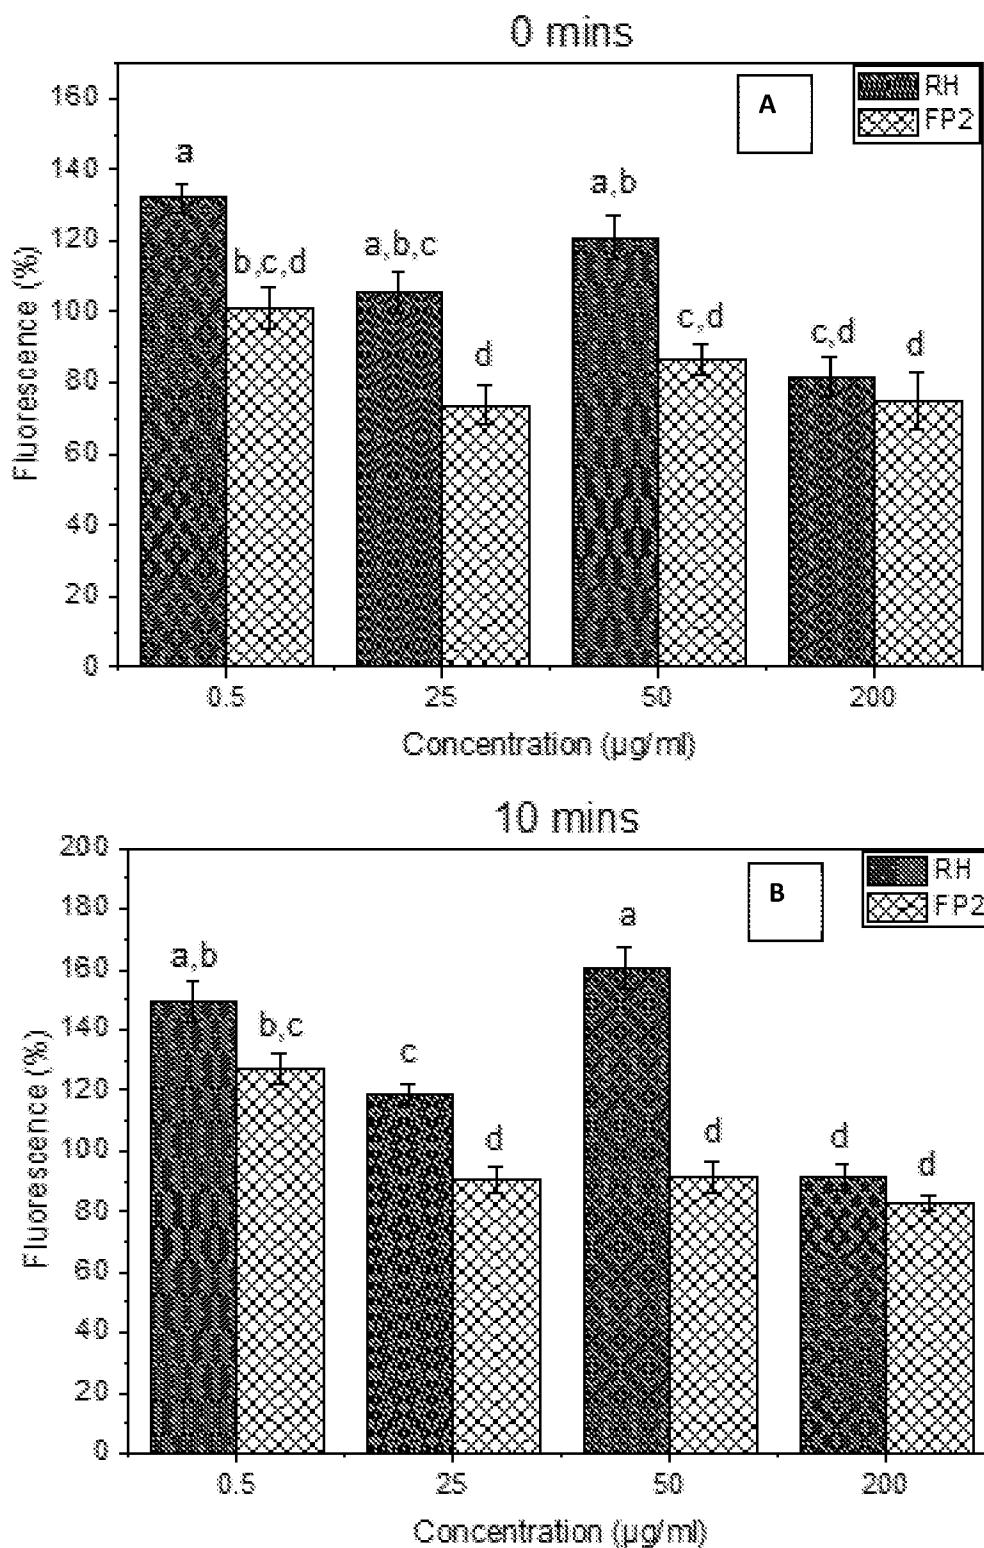 0 mins
A
RH
FP2
160
140
120
100
80
60
40
20
0
Fluorescence (%)
a
b,c,d
a,b,c
d
a,b
c,d
c,d
d
0.5
25
50
200
Concentration (µg/ml)
10 mins
B
RH
FP2
200
180
160
140
120
100
80
60
40
20
0
Fluorescence (%)
a,b
b,c
c
d
a
d
d
d
0.5
25
50
200
Concentration (µg/ml)